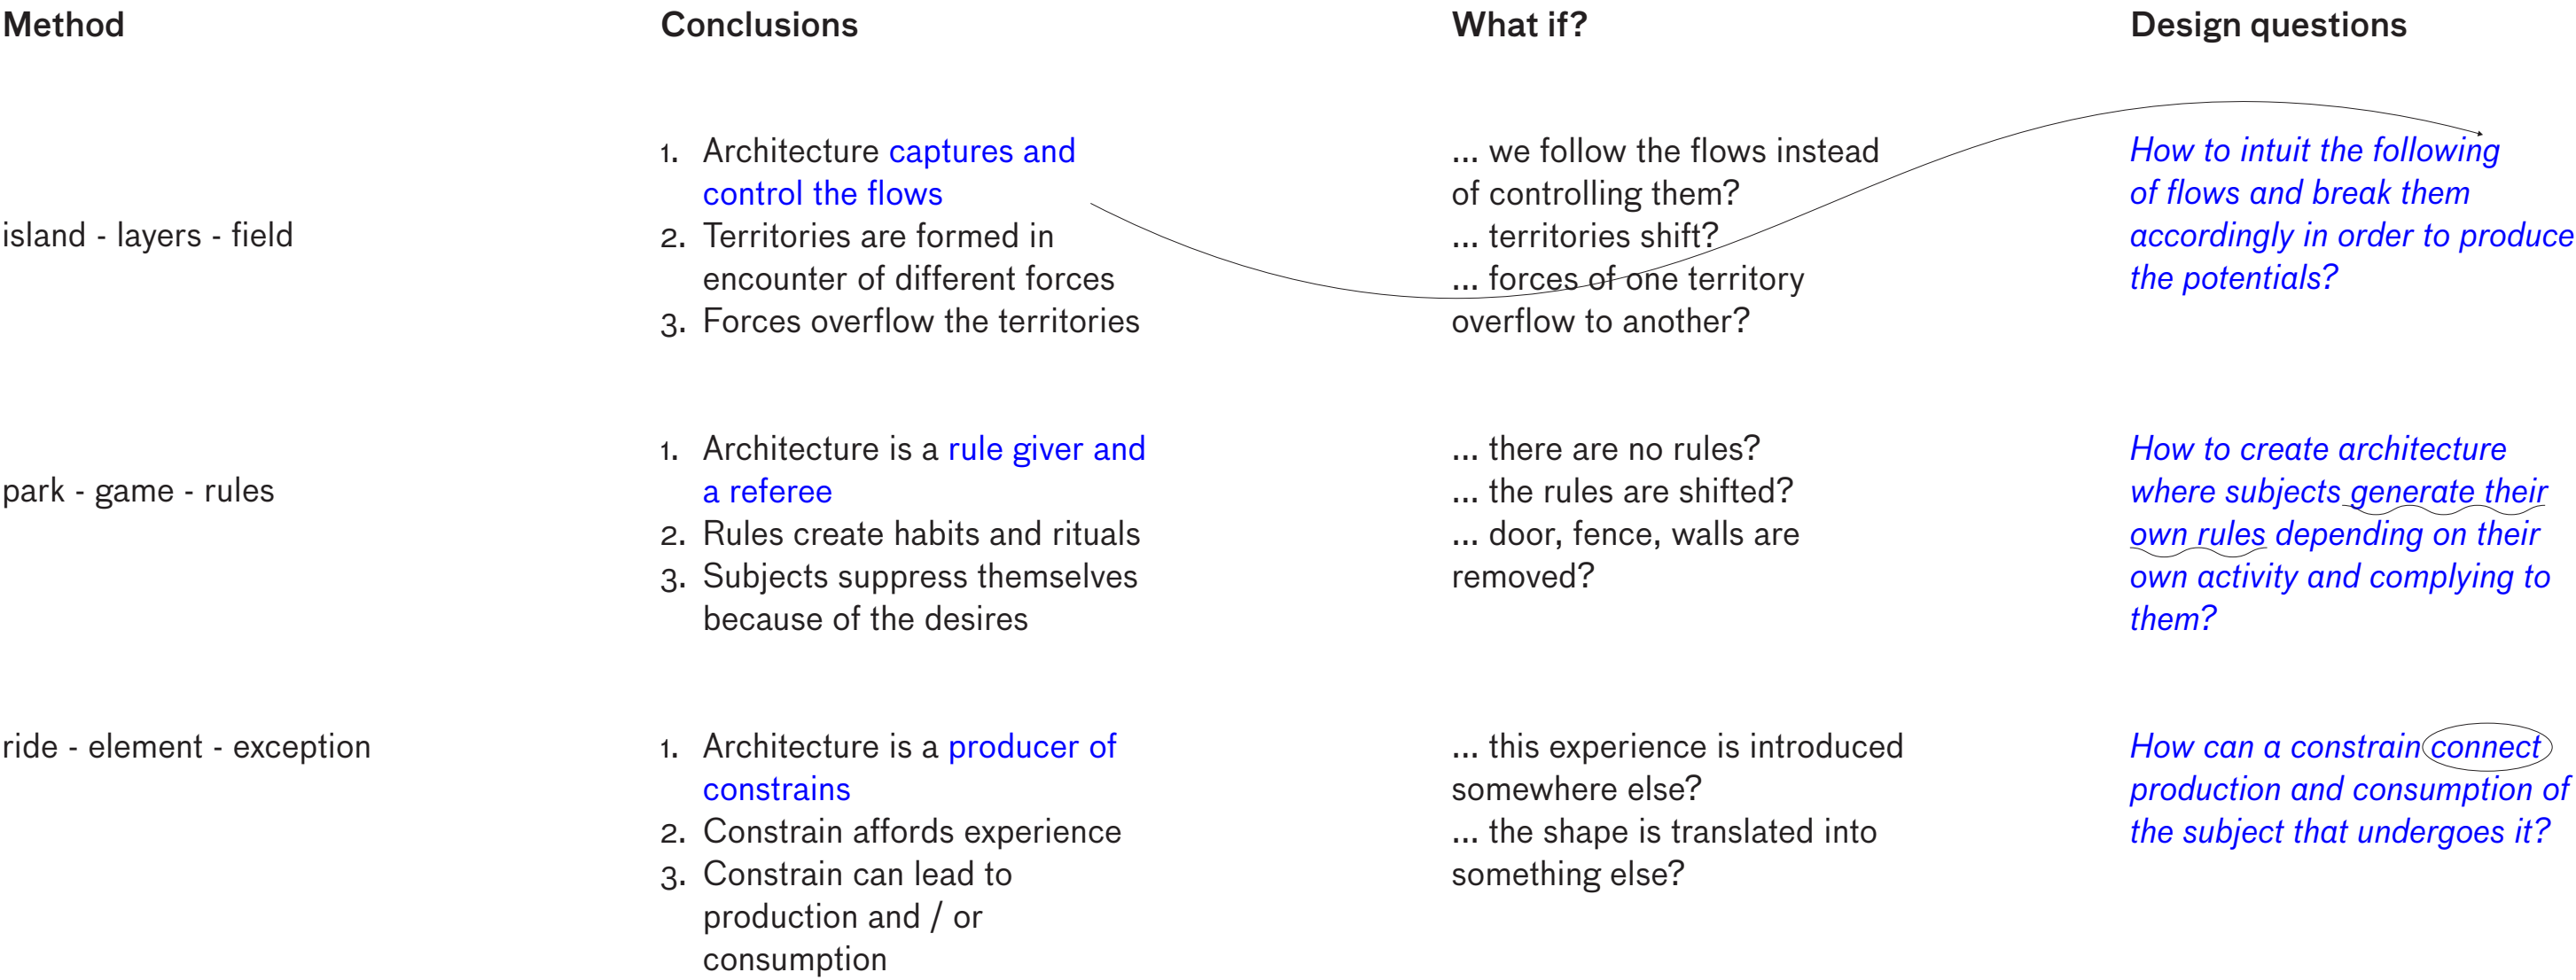 Method
Conclusions
What if?
Design questions
island - layers - field
1. Architecture captures and
control the flows
2. Territories are formed in
encounter of different forces
3. Forces overflow the territories
... we follow the flows instead
of controlling them?
... territories shift?
... forces of one territory
overflow to another?
How to intuit the following
of flows and break them
accordingly in order to produce
the potentials?
park - game - rules
1. Architecture is a rule giver and
a referee
2. Rules create habits and rituals
3. Subjects suppress themselves
because of the desires
... there are no rules?
... the rules are shifted?
... door, fence, walls are
removed?
How to create architecture
where subjects generate their
own rules depending on their
own activity and complying to
them?
ride - element - exception
1. Architecture is a producer of
constrains
2. Constrain affords experience
3. Constrain can lead to
production and / or
consumption
... this experience is introduced
somewhere else?
... the shape is translated into
something else?
How can a constrain connect
production and consumption of
the subject that undergoes it?